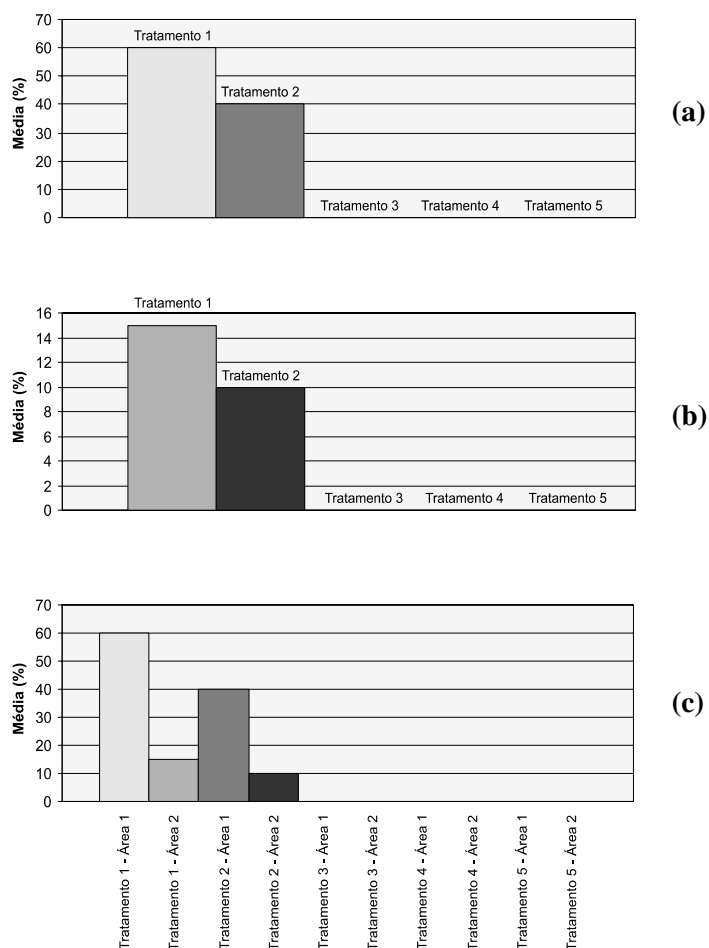 70
60
50
40
30
20
10
0
Média (%)
Tratamento 1
Tratamento 2
Tratamento 3 Tratamento 4 Tratamento 5
(a)
16
14
12
10
8
6
4
2
0
Média (%)
Tratamento 1
Tratamento 2
Tratamento 3 Tratamento 4 Tratamento 5
(b)
70
60
50
40
30
20
10
0
Média (%)
(c)
Tratamento 1 - Área 1
Tratamento 1 - Área 2
Tratamento 2 - Área 1
Tratamento 2 - Área 2
Tratamento 3 - Área 1
Tratamento 3 - Área 2
Tratamento 4 - Área 1
Tratamento 4 - Área 2
Tratamento 5 - Área 1
Tratamento 5 - Área 2